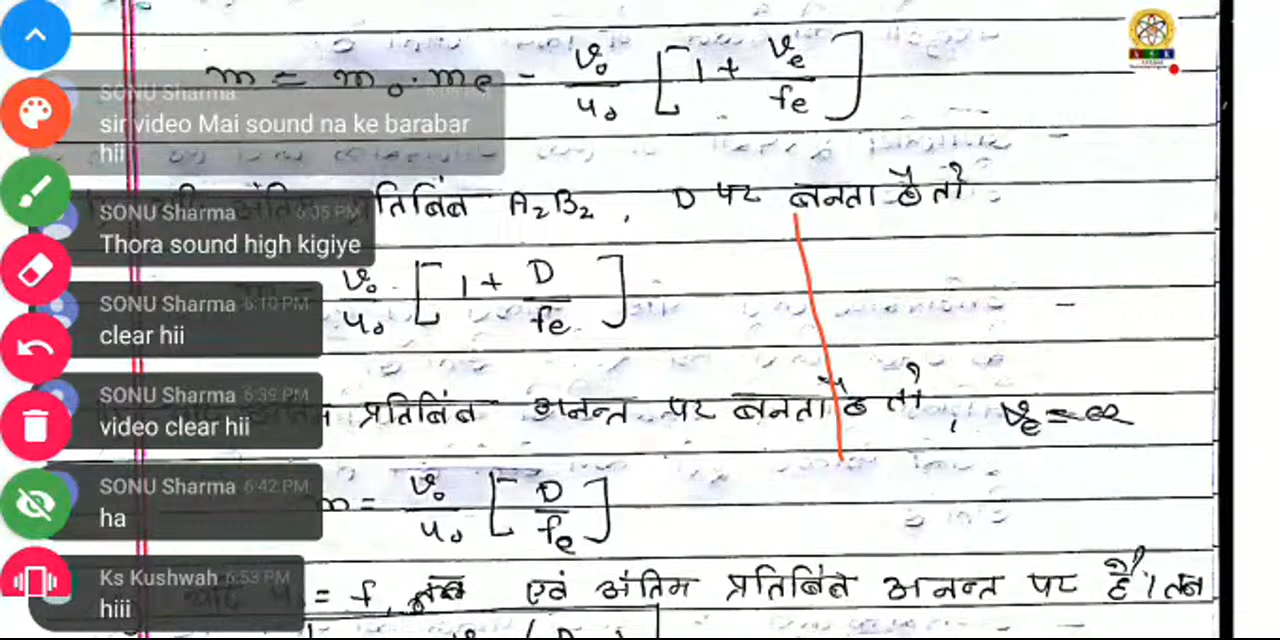 m = m₀ · mₑ = v₀/u₀ [1 + vₑ/fₑ]
SONU Sharma
sir video Mai sound na ke barabar
hii
प्रतिबिंब A₂B₂, D पर बनता है तो
SONU Sharma 6:05 PM
Thora sound high kigiye
v₀/u₀ [1 + D/fₑ]
SONU Sharma 6:10 PM
clear hii
SONU Sharma 6:39 PM
video clear hii
प्रतिबिंब अनन्त पर बनता है तो, vₑ = ∞
SONU Sharma 6:42 PM
ha
m = v₀/u₀ [D/fₑ]
Ks Kushwah 6:53 PM
hiii
= f एवं अंतिम प्रतिबिंब अनन्त पर है। तब